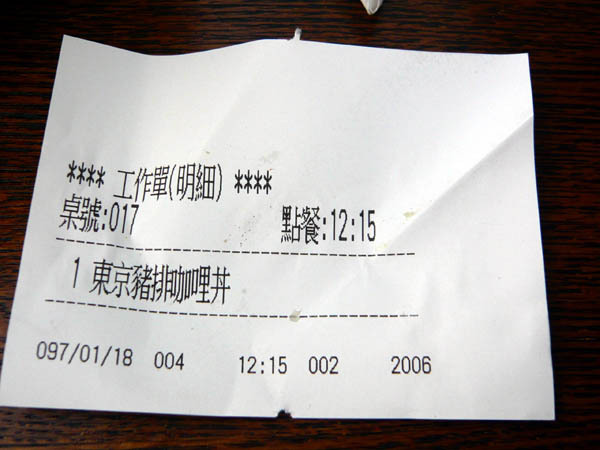 **** 工作單(明細) ****
桌號:017 點餐:12:15
1 東京豬排咖哩丼
097/01/18 004 12:15 002 2006